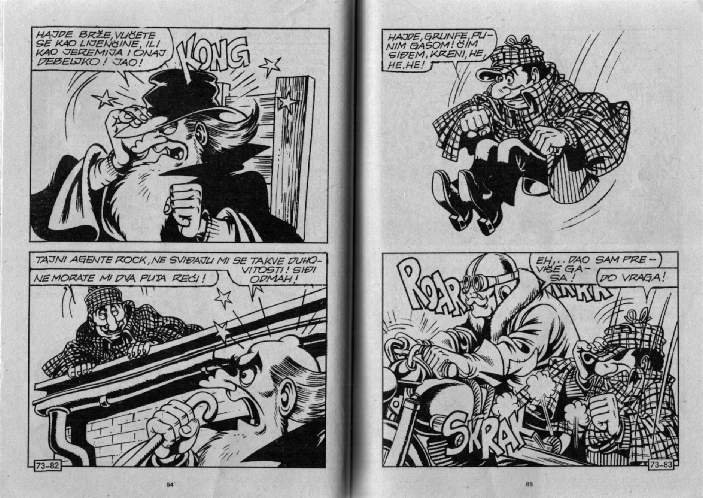 HAJDE BRŽE, VUČETE
SE KAO LIJENČINE, ILI
KAO JEREMIJA I ONAJ
DEBELJKO! JAO!
KONG
TAJNI AGENTE ROCK, NE SVIĐAJU MI SE TAKVE DUHO-
VITOSTI! SIĐI
ODMAH!
NE MORATE MI DVA PUTA REĆI!
73-82
84
HAJDE, GRUNFE, PU-
NIM GASOM! ČIM
SIĐEM, KRENI, HE,
HE, HE!
EH,... DAO SAM PRE-
VIŠE GA-
SA!
DO VRAGA!
ROAR
SKRAK
73-83
85